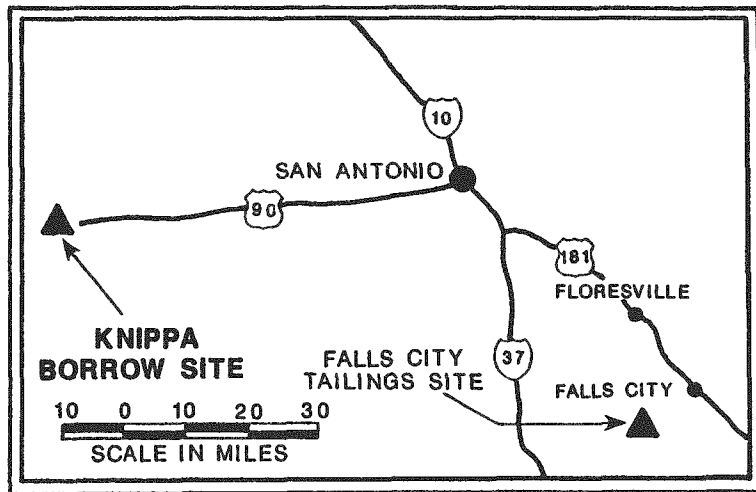 10
SAN ANTONIO
90
181
FLORESVILLE
KNIPPA
BORROW SITE
FALLS CITY
TAILINGS SITE
37
FALLS CITY
10 0 10 20 30
SCALE IN MILES